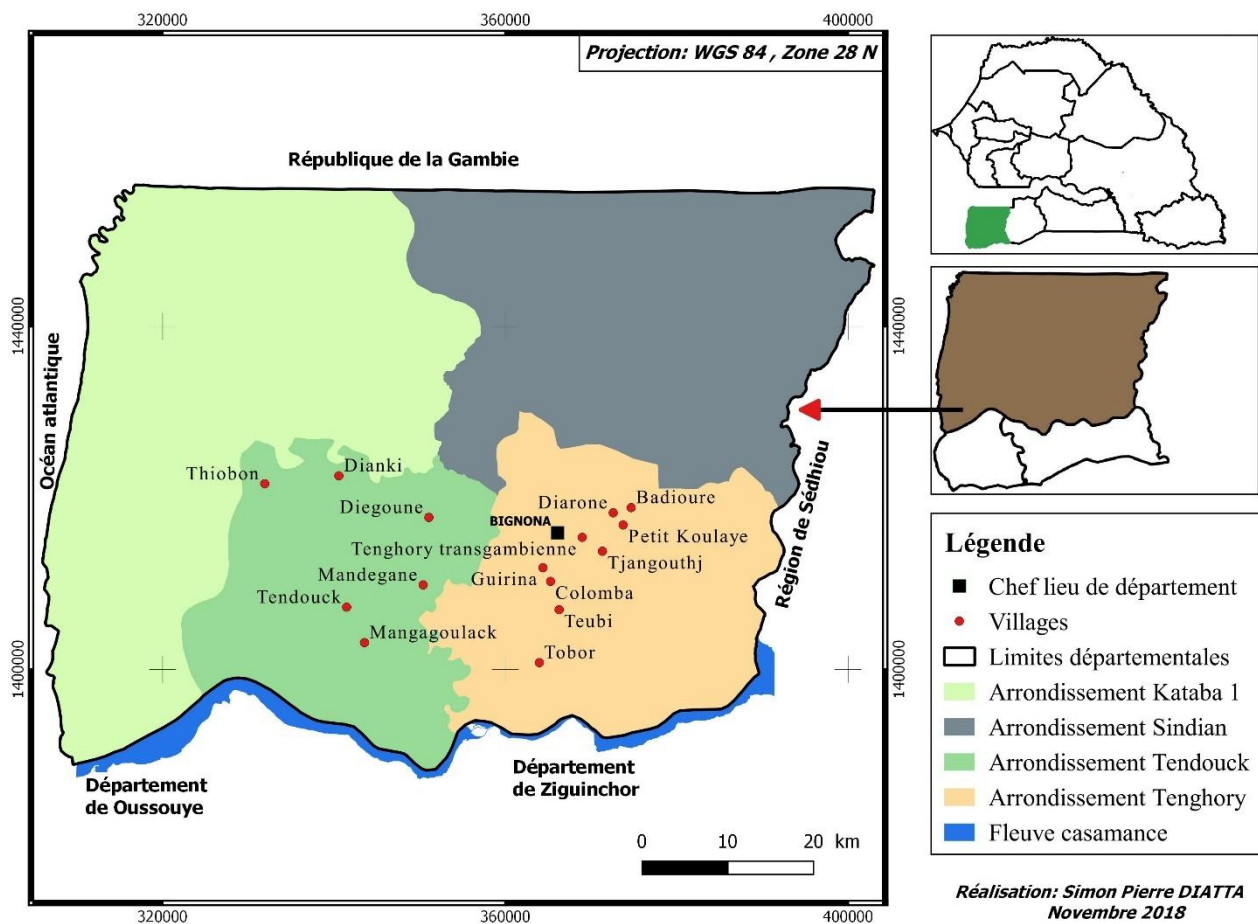 320000
360000
400000
Projection: WGS 84 , Zone 28 N
République de la Gambie
1440000
1440000
Océan atlantique
Région de Sédhiou
Thiobon
Dianki
Diegoune
BIGNONA
Diarone
Badioure
Petit Koulaye
Tenghory transgambienne
Tjangouthj
Mandegane
Guirina
Colomba
Tendouck
Teubi
Mangagoulack
Tobor
1400000
1400000
Département
de Oussouye
Département
de Ziguinchor
0 10 20 km
320000
360000
400000
Légende
Chef lieu de département
Villages
Limites départementales
Arrondissement Kataba 1
Arrondissement Sindian
Arrondissement Tendouck
Arrondissement Tenghory
Fleuve casamance
Réalisation: Simon Pierre DIATTA
Novembre 2018